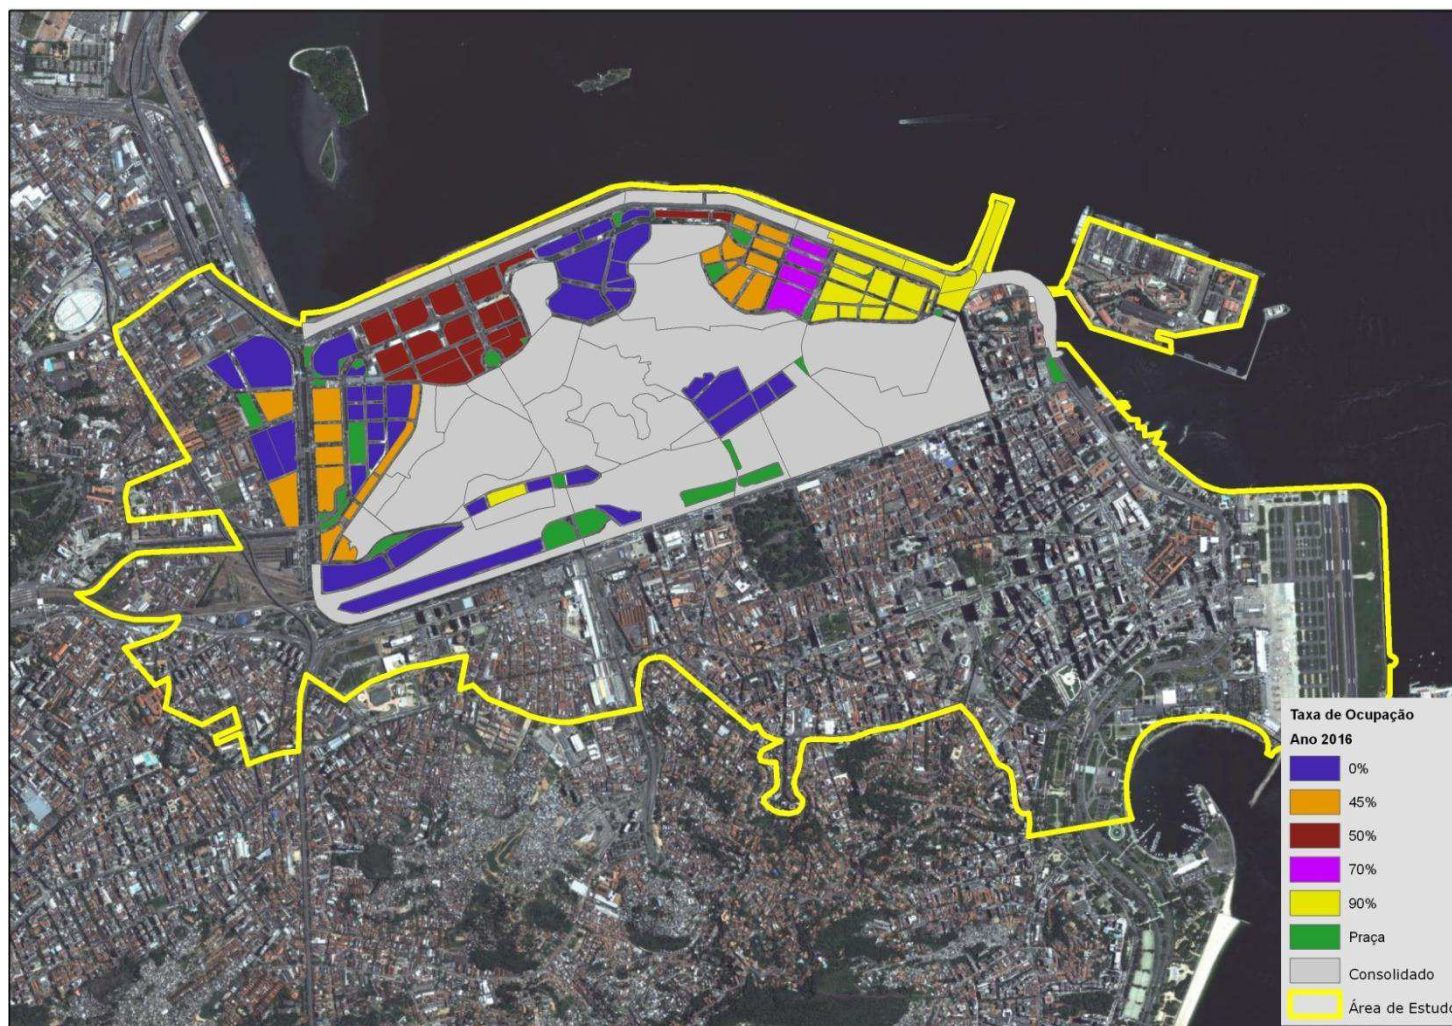 Taxa de Ocupação
Ano 2016
0%
45%
50%
70%
90%
Praça
Consolidado
Área de Estudo